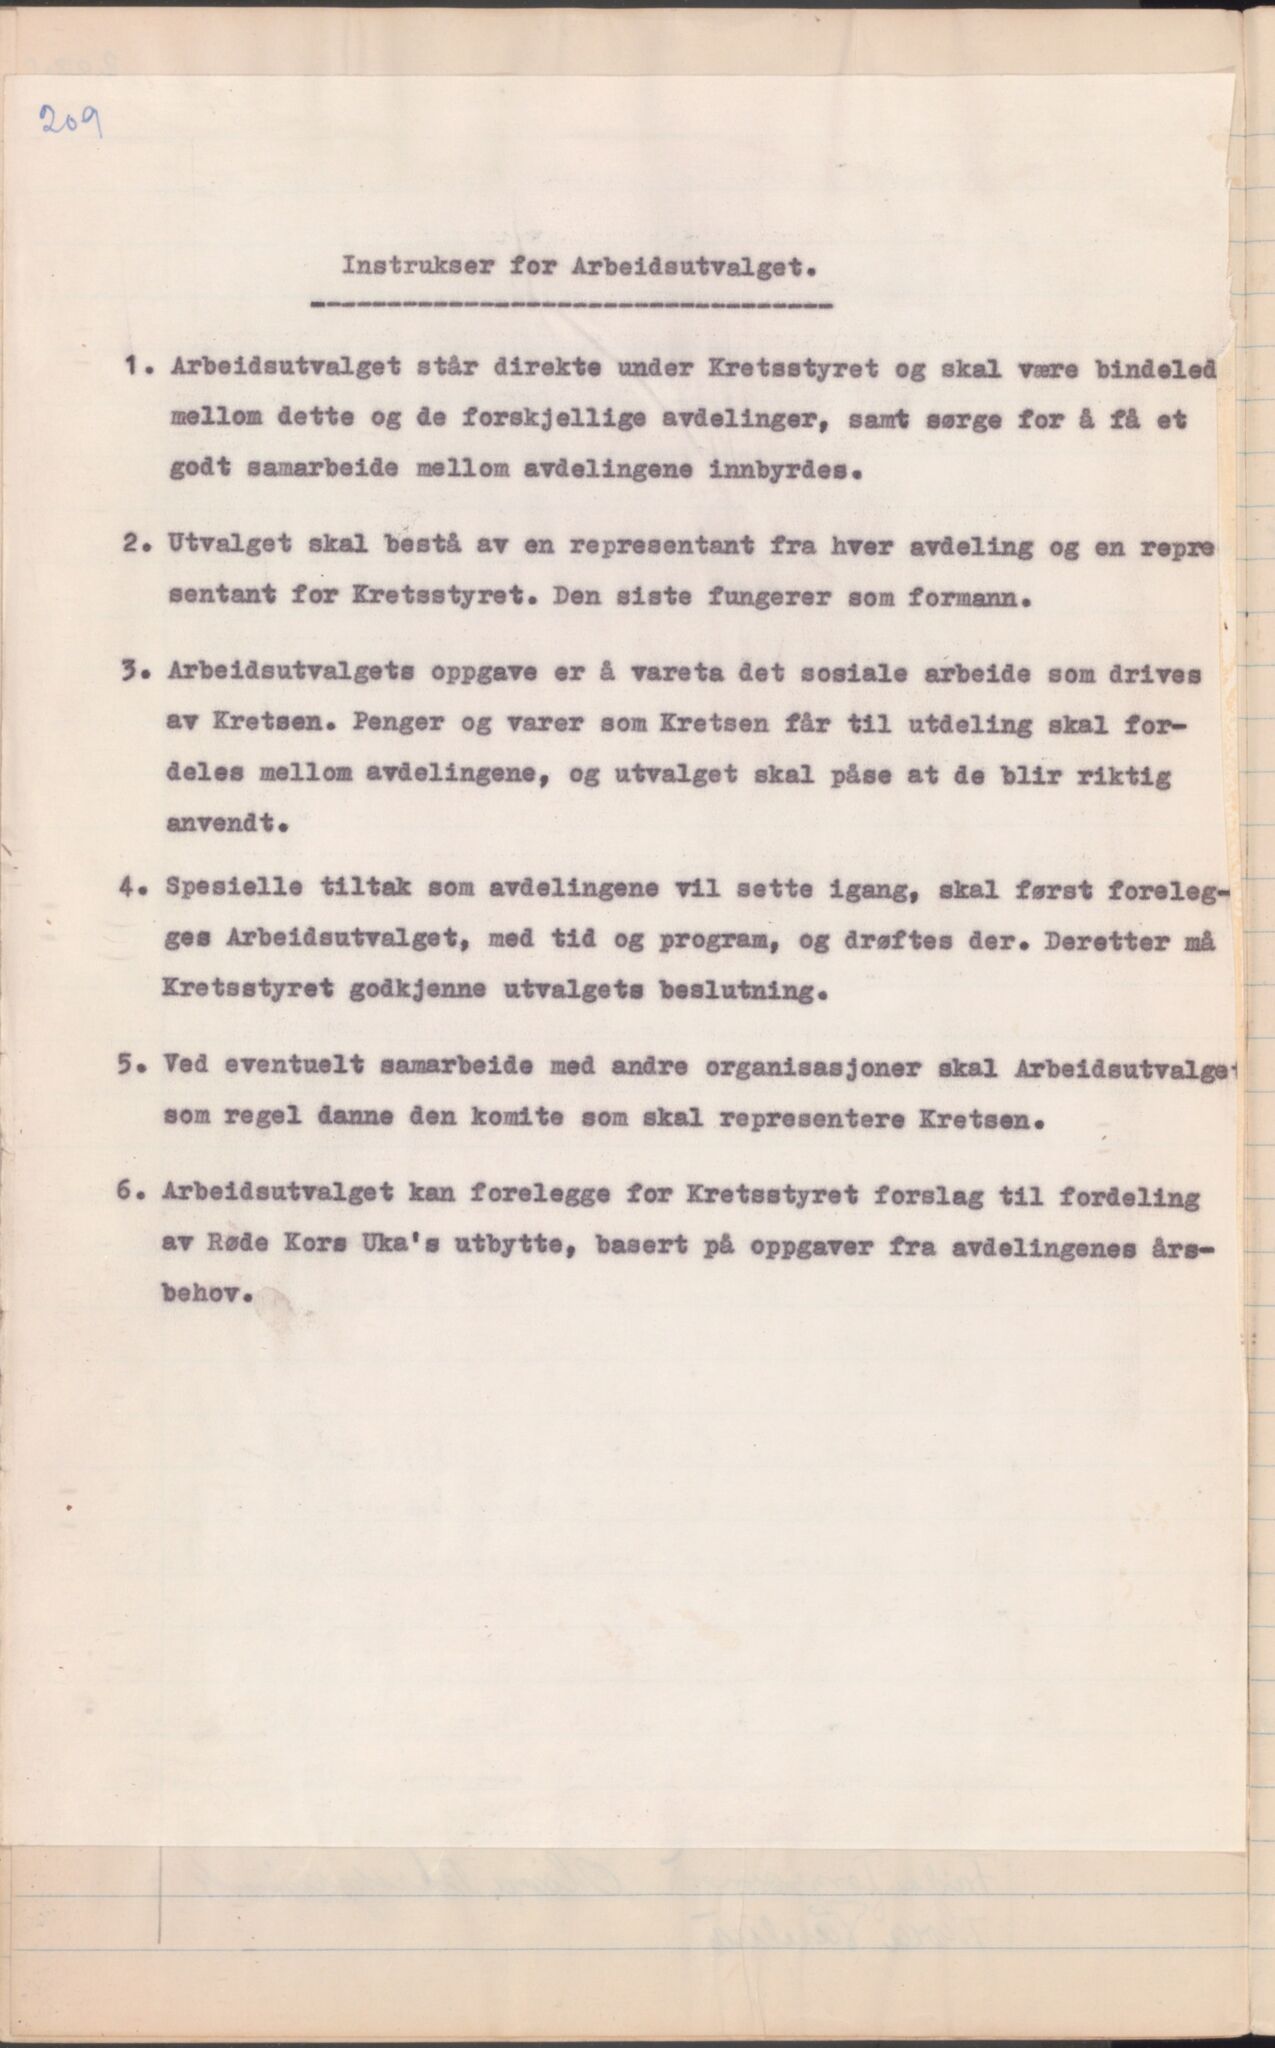 209
Instrukser for Arbeidsutvalget.
1. Arbeidsutvalget står direkte under Kretsstyret og skal være bindeled
mellom dette og de forskjellige avdelinger, samt sørge for å få et
godt samarbeide mellom avdelingene innbyrdes.
2. Utvalget skal bestå av en representant fra hver avdeling og en repre
sentant for Kretsstyret. Den siste fungerer som formann.
3. Arbeidsutvalgets oppgave er å vareta det sosiale arbeide som drives
av Kretsen. Penger og varer som Kretsen får til utdeling skal for-
deles mellom avdelingene, og utvalget skal påse at de blir riktig
anvendt.
4. Spesielle tiltak som avdelingene vil sette igang, skal først foreleg-
ges Arbeidsutvalget, med tid og program, og drøftes der. Deretter må
Kretsstyret godkjenne utvalgets beslutning.
5. Ved eventuelt samarbeide med andre organisasjoner skal Arbeidsutvalget
som regel danne den komite som skal representere Kretsen.
6. Arbeidsutvalget kan forelegge for Kretsstyret forslag til fordeling
av Røde Kors Uka's utbytte, basert på oppgaver fra avdelingenes års-
behov.